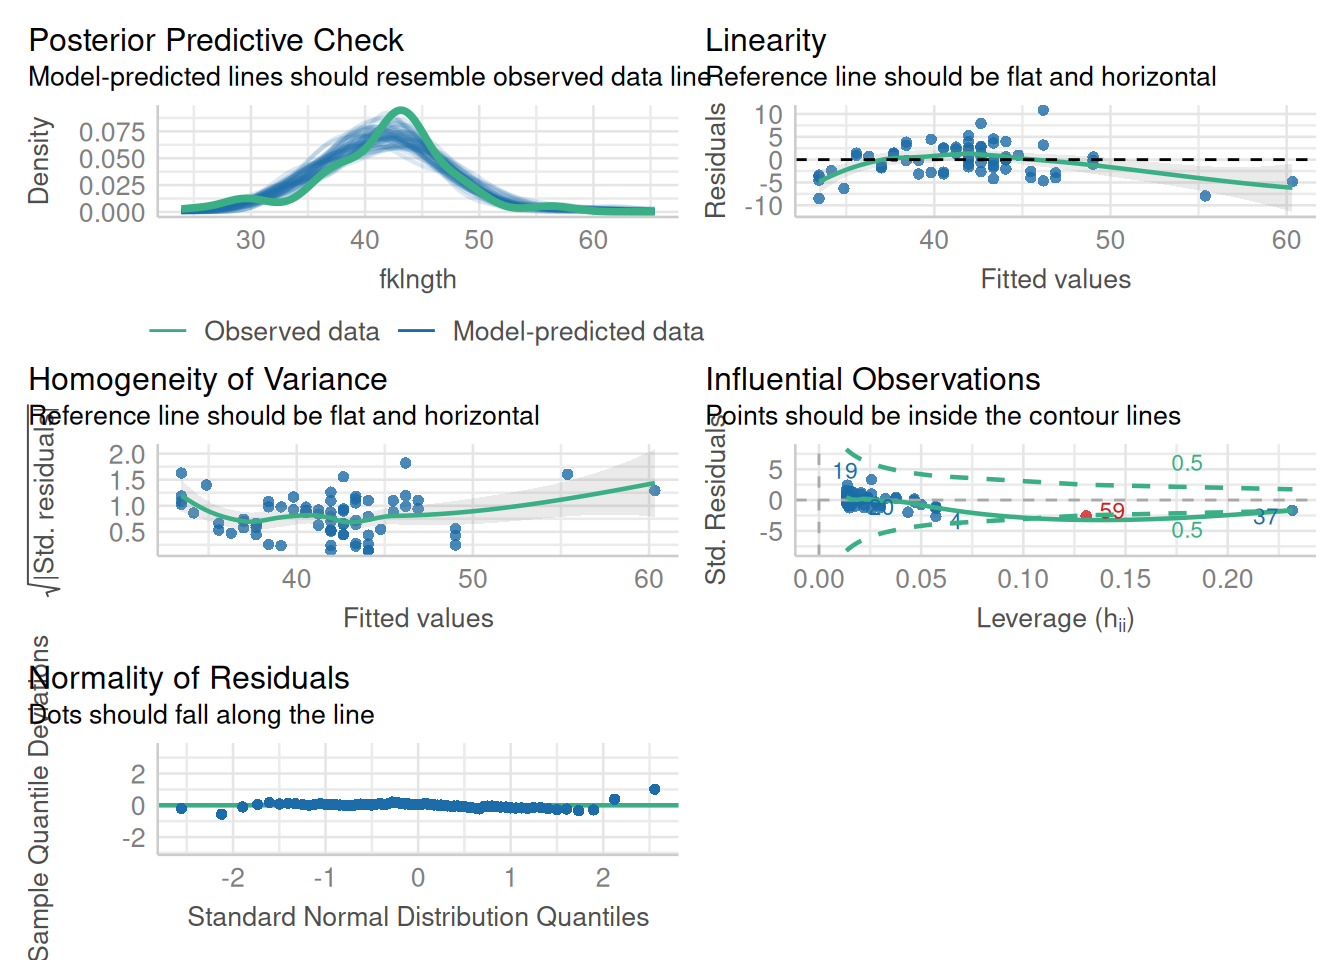 Posterior Predictive Check
Model-predicted lines should resemble observed data line
Density
0.075
0.050
0.025
0.000
30 40 50 60
fklngth
Observed data Model-predicted data
Linearity
Reference line should be flat and horizontal
Residuals
10
5
0
-5
-10
40 50 60
Fitted values
Homogeneity of Variance
Reference line should be flat and horizontal
√|Std. residuals|
2.0
1.5
1.0
0.5
40 50 60
Fitted values
Influential Observations
Points should be inside the contour lines
Std. Residuals
5
0
-5
19
0.5
4
59
37
0.5
0.00 0.05 0.10 0.15 0.20
Leverage (hii)
Normality of Residuals
Dots should fall along the line
Sample Quantile Deviations
2
0
-2
-2 -1 0 1 2
Standard Normal Distribution Quantiles